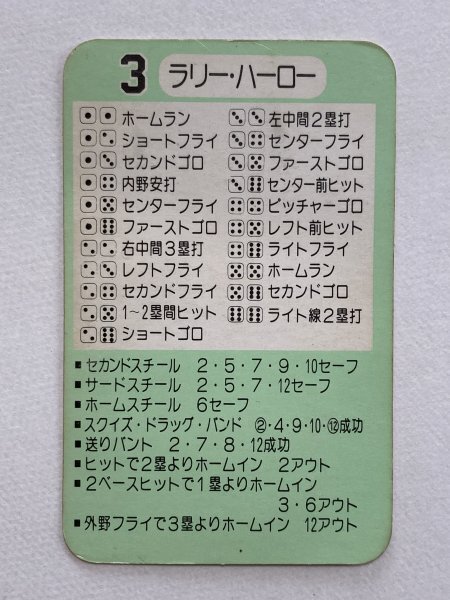 3 ラリー・ハーロー
ホームラン
ショートフライ
セカンドゴロ
内野安打
センターフライ
ファーストゴロ
右中間3塁打
レフトフライ
セカンドフライ
1~2塁間ヒット
ショートゴロ
左中間2塁打
センターフライ
ファーストゴロ
センター前ヒット
ピッチャーゴロ
レフト前ヒット
ライトフライ
ホームラン
セカンドゴロ
ライト線2塁打
■セカンドスチール 2・5・7・9・10セーフ
■サードスチール 2・5・7・12セーフ
■ホームスチール 6セーフ
■スクイズ・ドラッグ・バンド ②・4・9・10・⑫成功
■送りバント 2・7・8・12成功
■ヒットで2塁よりホームイン 2アウト
■2ベースヒットで1塁よりホームイン
3・6アウト
■外野フライで3塁よりホームイン 12アウト